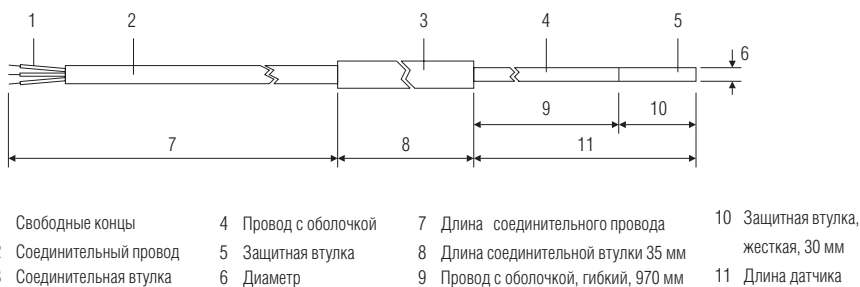 1
2
3
4
5
6
7
8
9
10
11
Свободные концы
2 Соединительный провод
3 Соединительная втулка
4 Провод с оболочкой
5 Защитная втулка
6 Диаметр
7 Длина соединительного провода
8 Длина соединительной втулки 35 мм
9 Провод с оболочкой, гибкий, 970 мм
10 Защитная втулка,
жесткая, 30 мм
11 Длина датчика